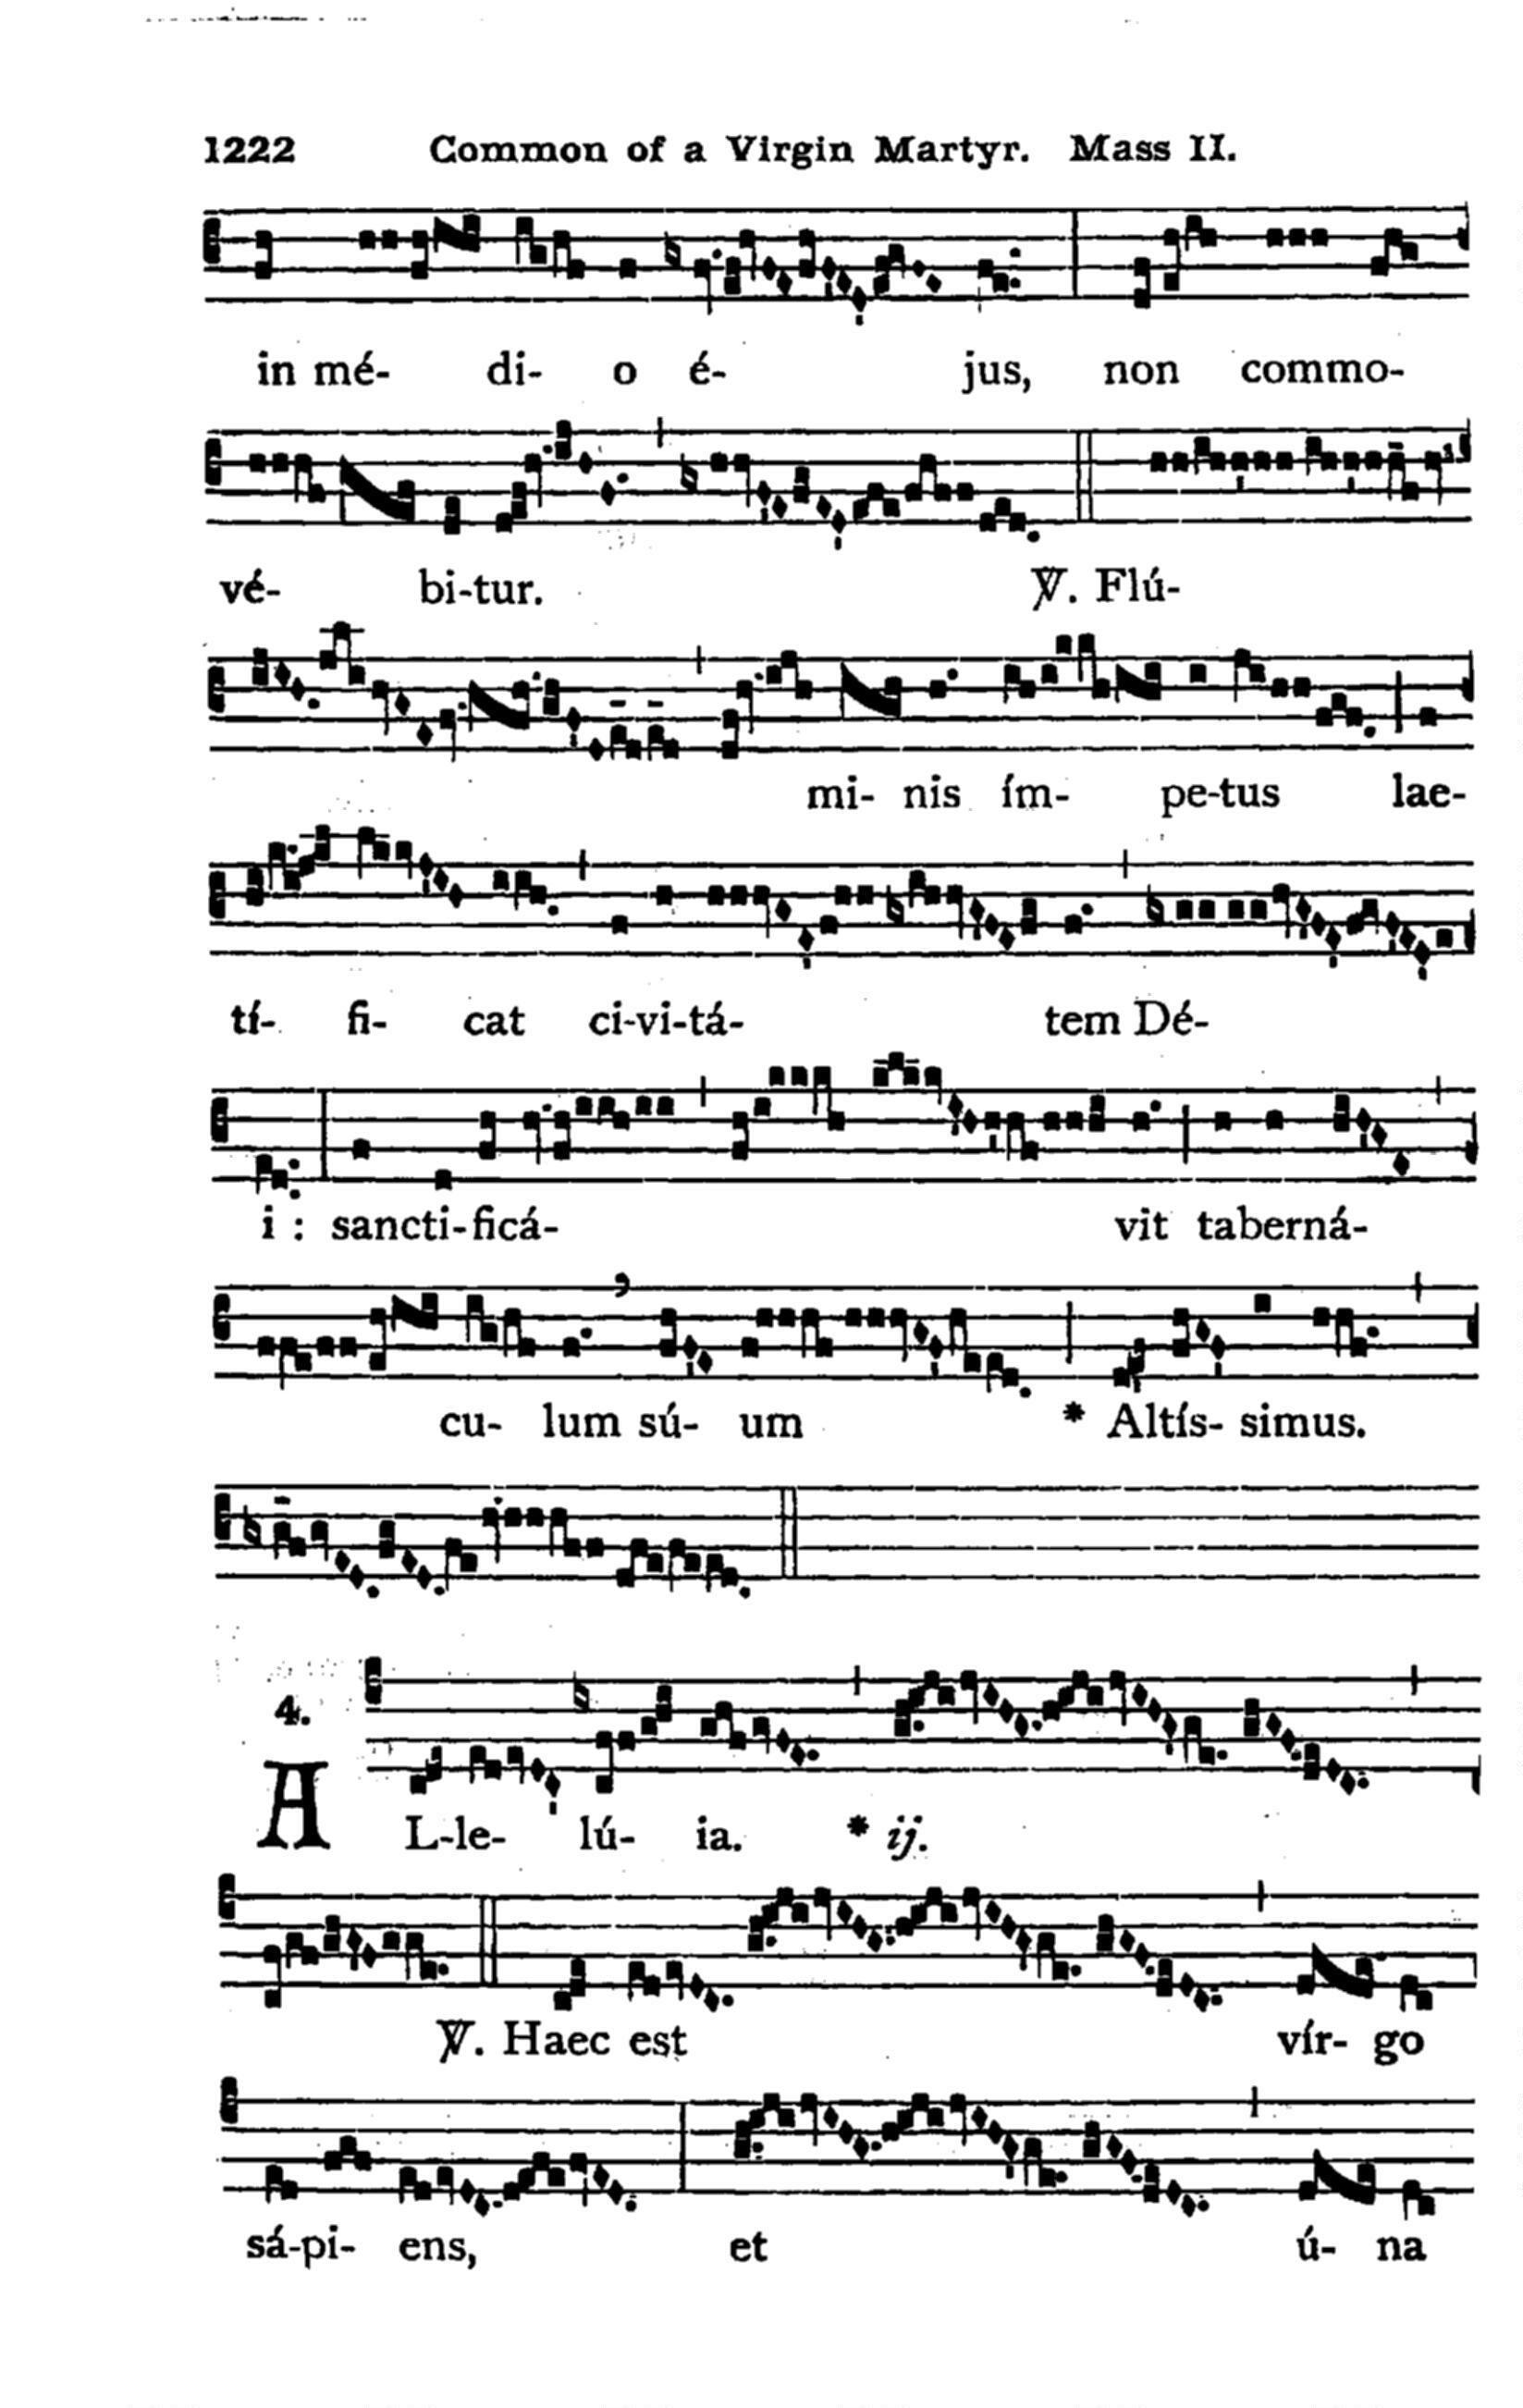 1222 Common of a Virgin Martyr. Mass II.
in mé- di- o é- jus, non commo-
vé- bi-tur. ℣. Flú-
mi- nis ím- pe-tus lae-
tí- fi- cat ci-vi-tá- tem Dé-
i : sancti-ficá- vit taberná-
cu- lum sú- um * Altís- simus.
4.
AL-le- lú- ia. * ij.
℣. Haec est vír- go
sá-pi- ens, et ú- na